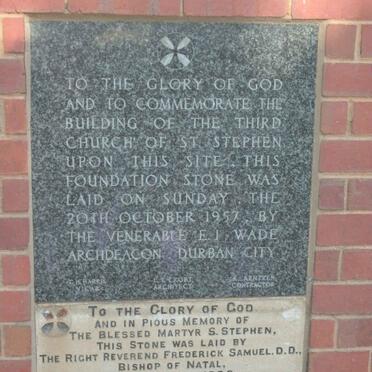 TO THE GLORY OF GOD
AND TO COMMEMORATE THE
BUILDING OF THE THIRD
CHURCH OF ST. STEPHEN
UPON THIS SITE, THIS
FOUNDATION STONE WAS
LAID ON SUNDAY, THE
20TH OCTOBER 1957, BY
THE VENERABLE E.I. WADE
ARCHDEACON DURBAN CITY
VICAR ARCHITECT CONTRACTOR
TO THE GLORY OF GOD
AND IN PIOUS MEMORY OF
THE BLESSED MARTYR S. STEPHEN,
THIS STONE WAS LAID BY
THE RIGHT REVEREND FREDERICK SAMUEL, D.D.,
BISHOP OF NATAL,